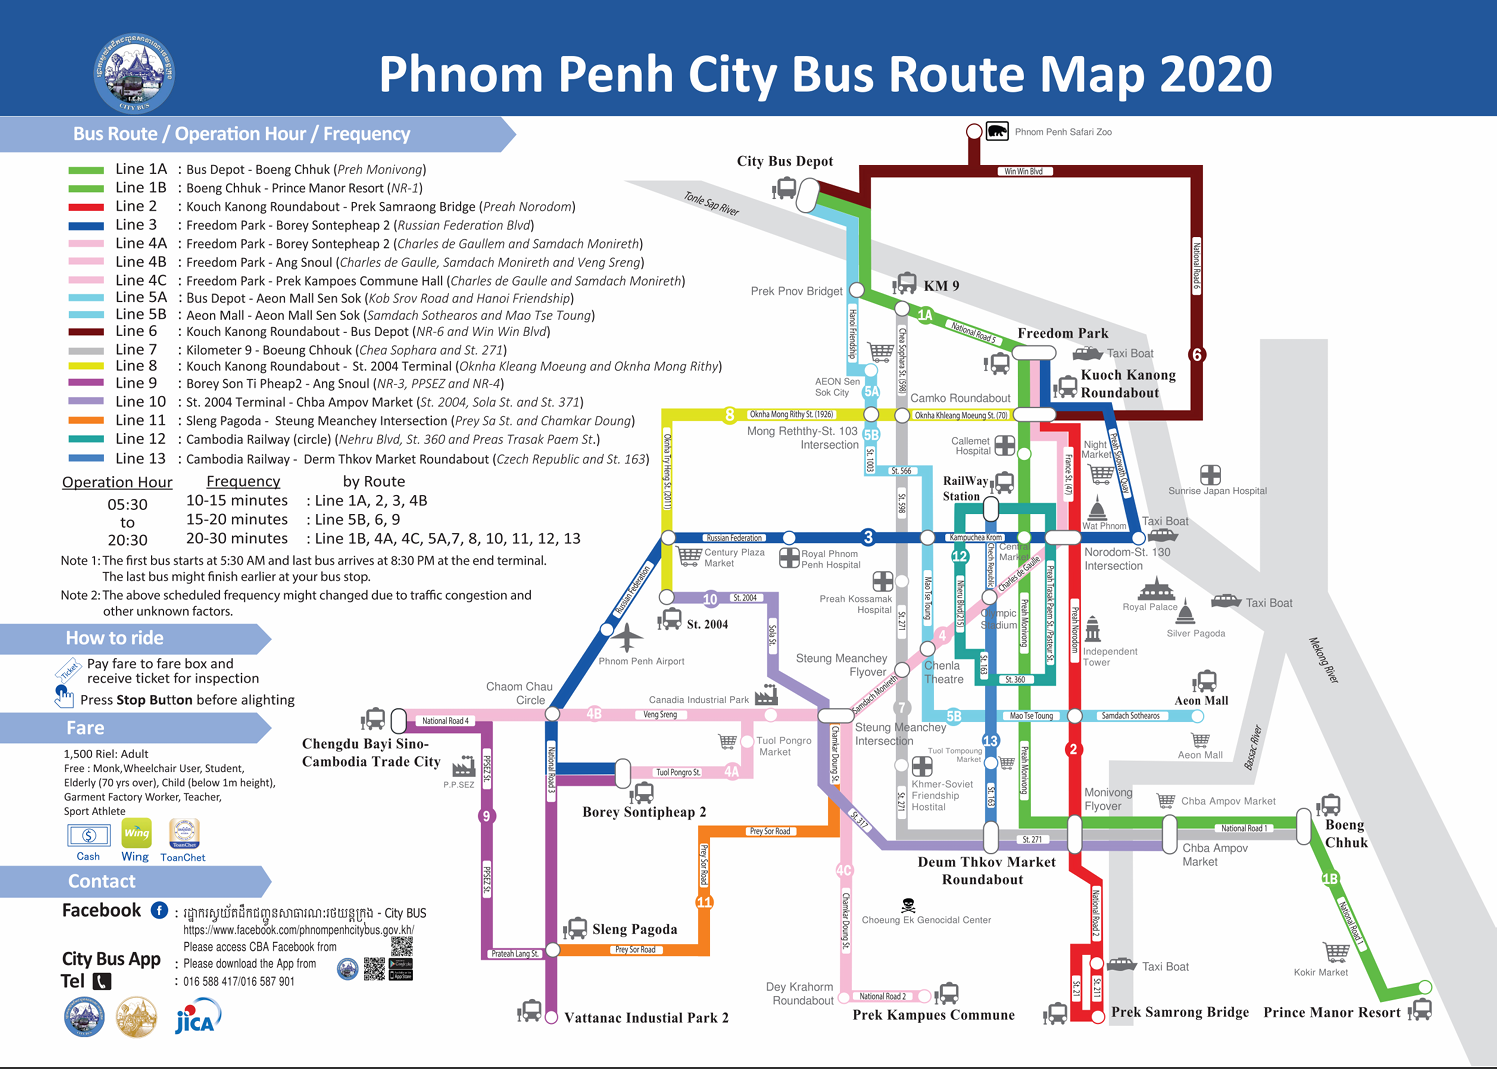 Phnom Penh City Bus Route Map 2020
CITY BUS
Bus Route / Operation Hour / Frequency
Line 1A : Bus Depot - Boeng Chhuk (Preh Monivong)
Line 1B : Boeng Chhuk - Prince Manor Resort (NR-1)
Line 2 : Kouch Kanong Roundabout - Prek Samraong Bridge (Preah Norodom)
Line 3 : Freedom Park - Borey Sontepheap 2 (Russian Federation Blvd)
Line 4A : Freedom Park - Borey Sontepheap 2 (Charles de Gaullem and Samdach Monireth)
Line 4B : Freedom Park - Ang Snoul (Charles de Gaulle, Samdach Monireth and Veng Sreng)
Line 4C : Freedom Park - Prek Kampoes Commune Hall (Charles de Gaulle and Samdach Monireth)
Line 5A : Bus Depot - Aeon Mall Sen Sok (Kob Srov Road and Hanoi Friendship)
Line 5B : Aeon Mall - Aeon Mall Sen Sok (Samdach Sothearos and Mao Tse Toung)
Line 6 : Kouch Kanong Roundabout - Bus Depot (NR-6 and Win Win Blvd)
Line 7 : Kilometer 9 - Boeung Chhouk (Chea Sophara and St. 271)
Line 8 : Kouch Kanong Roundabout - St. 2004 Terminal (Oknha Kleang Moeung and Oknha Mong Rithy)
Line 9 : Borey Son Ti Pheap2 - Ang Snoul (NR-3, PPSEZ and NR-4)
Line 10 : St. 2004 Terminal - Chba Ampov Market (St. 2004, Sola St. and St. 371)
Line 11 : Sleng Pagoda - Steung Meanchey Intersection (Prey Sa St. and Chamkar Doung)
Line 12 : Cambodia Railway (circle) (Nehru Blvd, St. 360 and Preas Trasak Paem St.)
Line 13 : Cambodia Railway - Derm Thkov Market Roundabout (Czech Republic and St. 163)
Operation Hour Frequency by Route
05:30
to
20:30
10-15 minutes : Line 1A, 2, 3, 4B
15-20 minutes : Line 5B, 6, 9
20-30 minutes : Line 1B, 4A, 4C, 5A,7, 8, 10, 11, 12, 13
Note 1: The first bus starts at 5:30 AM and last bus arrives at 8:30 PM at the end terminal.
The last bus might finish earlier at your bus stop.
Note 2: The above scheduled frequency might changed due to traffic congestion and
other unknown factors.
How to ride
Ticket
Pay fare to fare box and
receive ticket for inspection
Press Stop Button before alighting
Fare
1,500 Riel: Adult
Free : Monk,Wheelchair User, Student,
Elderly (70 yrs over), Child (below 1m height),
Garment Factory Worker, Teacher,
Sport Athlete
$
Wing
ToanChet
Cash Wing ToanChet
Contact
Facebook : រដ្ឋាករស្វយ័តដឹកជញ្ជូនសាធារណៈរថយន្តក្រុង - City BUS
https://www.facebook.com/phnompenhcitybus.gov.kh/
Please access CBA Facebook from
City Bus App : Please download the App from
Tel : 016 588 417/016 587 901
jICA
Phnom Penh Safari Zoo
City Bus Depot
Win Win Blvd
Tonle Sap River
National Road 6
6
Prek Pnov Bridget
KM 9
1A
National Road 5
Hanoi Friendship
Chea Sophara St. (598)
Freedom Park
Taxi Boat
Kuoch Kanong
Roundabout
AEON Sen
Sok City
5A
Camko Roundabout
8
Oknha Mong Rithy St. (1926)
Oknha Khleang Moeung St. (70)
Mong Reththy-St. 103
Intersection
5B
St. 1003
St. 566
Oknha Try Heng St. (2011)
St. 598
Callemet
Hospital
Night
Market
France St. (47)
Preah Sisowath Quay
Sunrise Japan Hospital
RailWay
Station
Wat Phnom
Taxi Boat
Norodom-St. 130
Intersection
Russian Federation
3
Kampuchea Krom
Century Plaza
Market
Royal Phnom
Penh Hospital
12
Central
Market
Charles de Gaulle
Czech Republic
Nheru Blvd(215)
Preah Kossamak
Hospital
Mao Tse Toung
Preah Trasak Paem St. /Pasteur St.
Preah Monivong
Preah Norodom
Royal Palace
Taxi Boat
Silver Pagoda
Independent
Tower
Russian Federation
10
St. 2004
St. 2004
Sola St.
St. 271
Olympic
Stadium
4
Phnom Penh Airport
Steung Meanchey
Flyover
Chenla
Theatre
St. 163
St. 360
Mekong River
Chaom Chau
Circle
Canadia Industrial Park
Samdach Monireth
Aeon Mall
National Road 4
4B
Veng Sreng
7
5B
Mao Tse Toung
Samdach Sothearos
Chengdu Bayi Sino-
Cambodia Trade City
Steung Meanchey
Intersection
Tuol Pongro
Market
13
2
Aeon Mall
Bassac River
P.P.SEZ
PPSEZ St.
National Road 3
Tuol Pongro St.
4A
Chamkar Doung St.
Tuol Tompoung
Market
Preah Monivong
Khmer-Soviet
Friendship
Hostital
Borey Sontipheap 2
9
St. 271
St. 163
Monivong
Flyover
Chba Ampov Market
Prey Sor Road
St. 317
St. 271
National Road 1
Boeng
Chhuk
Deum Thkov Market
Roundabout
Chba Ampov
Market
Prey Sor Road
PPSEZ St.
4C
1B
11
Chamkar Doung St.
Choeung Ek Genocidal Center
National Road 2
National Road 1
Sleng Pagoda
Prateah Lang St.
Prey Sor Road
Kokir Market
Taxi Boat
St. 21
St. 211
Dey Krahorm
Roundabout
National Road 2
Vattanac Industial Park 2
Prek Kampues Commune
Prek Samrong Bridge
Prince Manor Resort